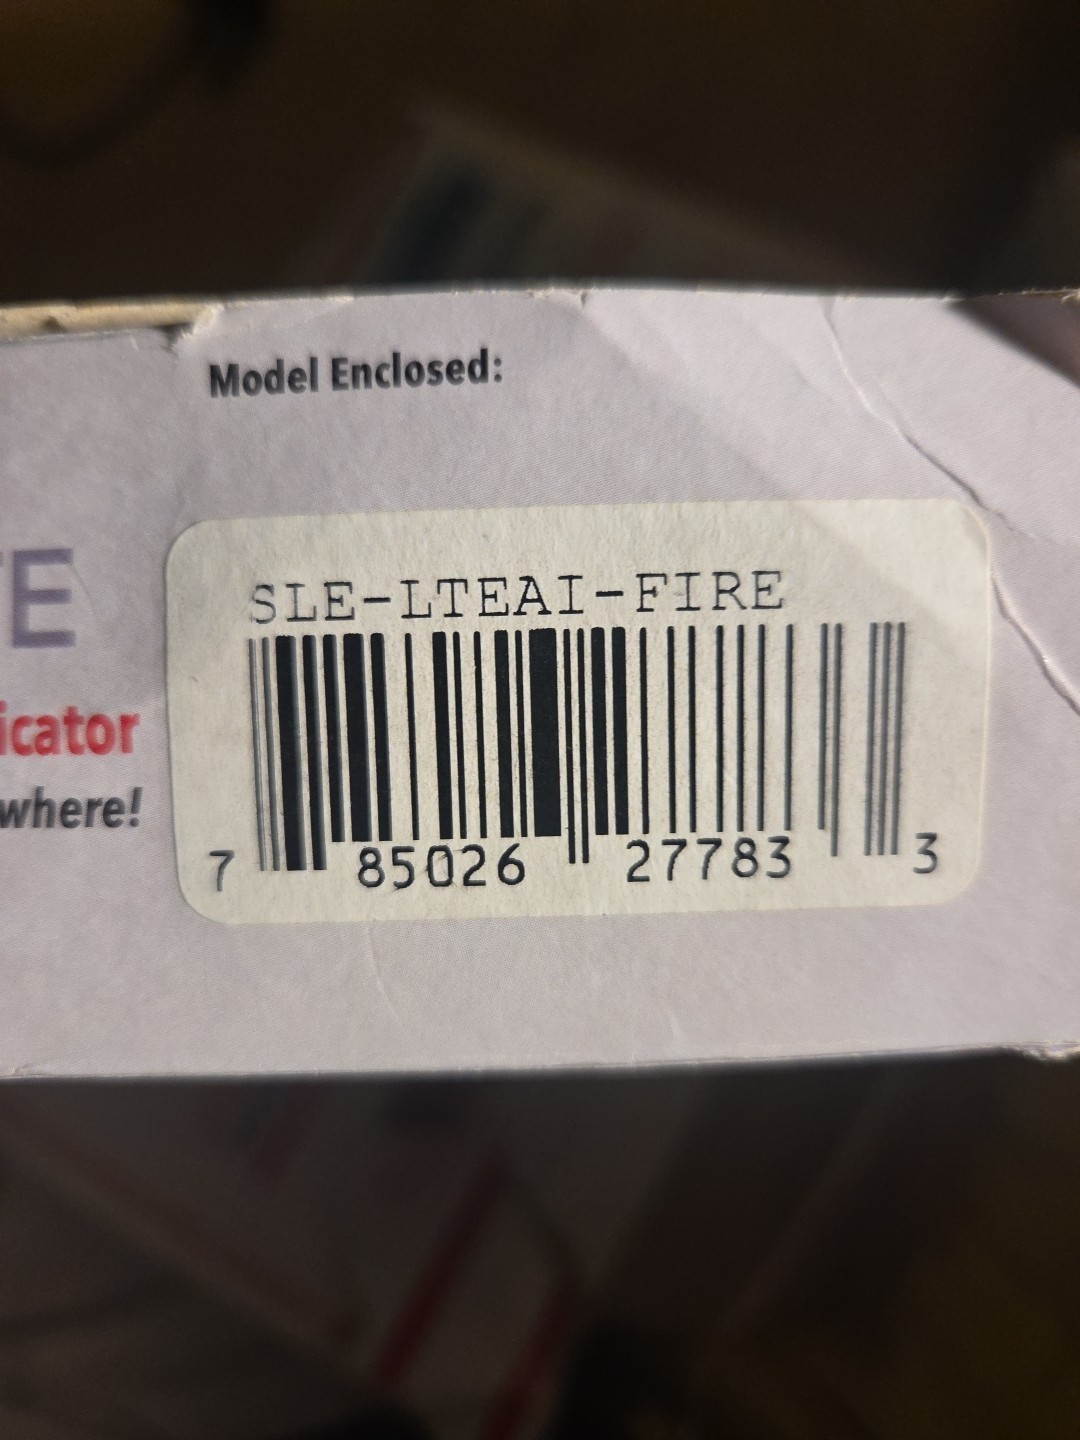 Model Enclosed:
SLE-LTEAI-FIRE
E
icator
where!
7 85026 27783 3